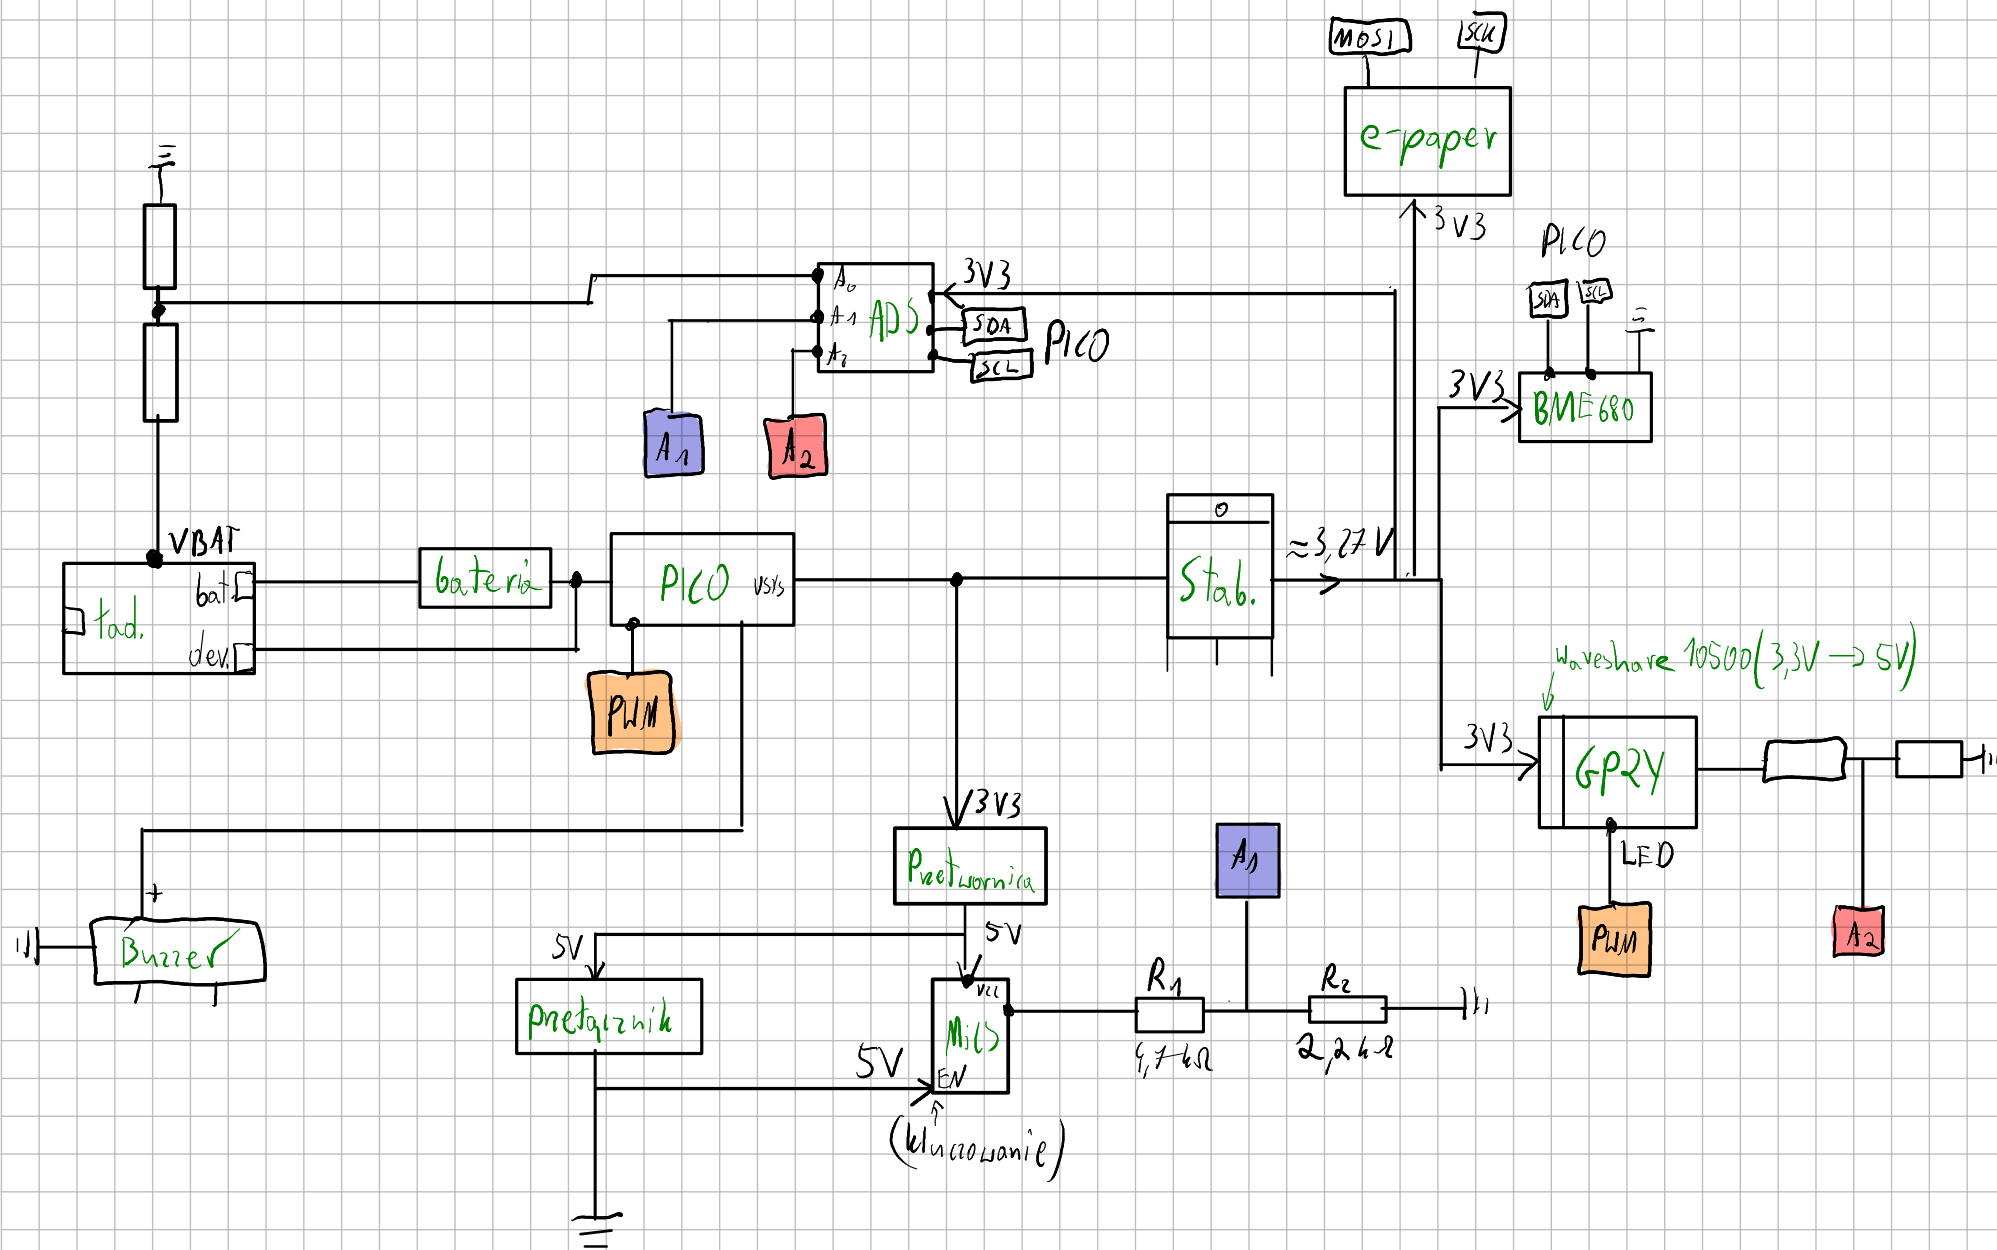 MOSI
SCK
e-paper
3V3
PICO
SDA
SCL
A0
A1
A2
ADS
3V3
SDA
SCL
PICO
3V3
BME680
A1
A2
VBAT
bat.
ład.
dev.
bateria
PICO
VSYS
PWM
Stab.
≈3,27V
waveshare 10500(3,3V → 5V)
3V3
GP2Y
LED
PWM
A2
3V3
Przetwornica
5V
5V
A1
+
Buzzer
Przełącznik
VCC
MiCS
EN
5V
(kluczowanie)
R1
4,7kΩ
R2
2,2kΩ